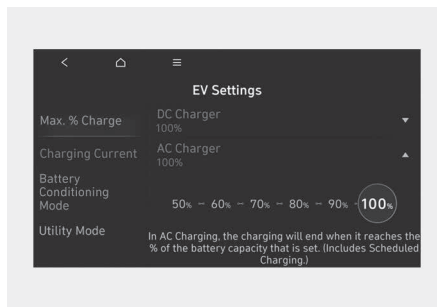 EV Settings
Max. % Charge
DC Charger
100%
Charging Current
AC Charger
100%
Battery
Conditioning
Mode
50% - 60% - 70% - 80% - 90% - 100%
Utility Mode
In AC Charging, the charging will end when it reaches the
% of the battery capacity that is set. (Includes Scheduled
Charging.)